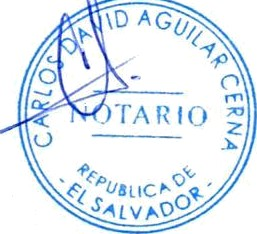 CARLOS DAVID AGUILAR CERNA
NOTARIO
REPUBLICA DE
- EL SALVADOR -